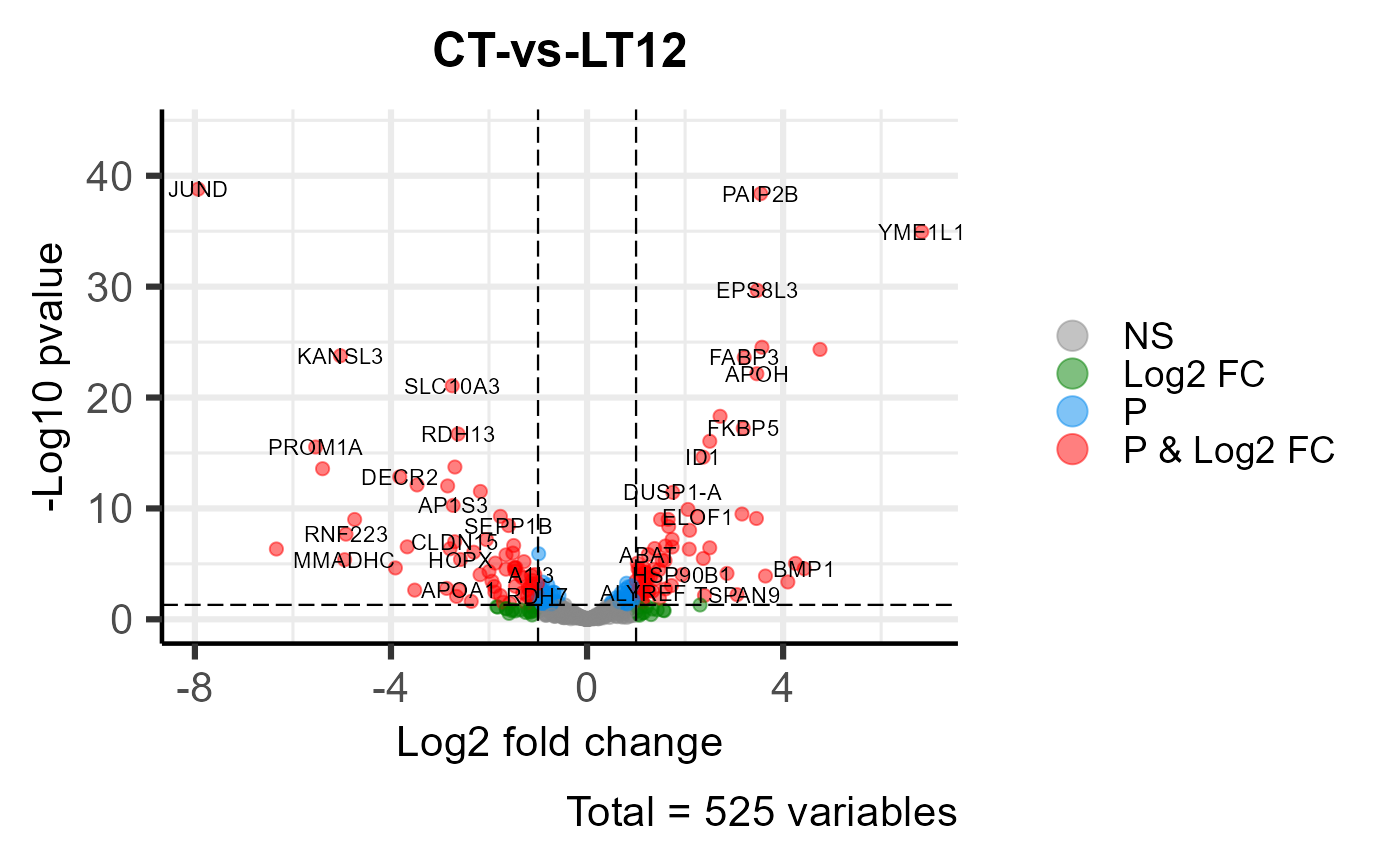 CT-vs-LT12
-Log10 pvalue
40
30
20
10
0
JUND
PAIP2B
YME1L1
EPS8L3
KANSL3
FABP3
APOH
SLC10A3
RDH13
FKBP5
PROM1A
ID1
DECR2
DUSP1-A
AP1S3
ELOF1
SEPP1B
RNF223
CLDN15
ABAT
MMADHC
HOPX
BMP1
A1I3
HSP90B1
APOA1
RDH7
ALYREF
TSPAN9
NS
Log2 FC
P
P & Log2 FC
-8
-4
0
4
Log2 fold change
Total = 525 variables